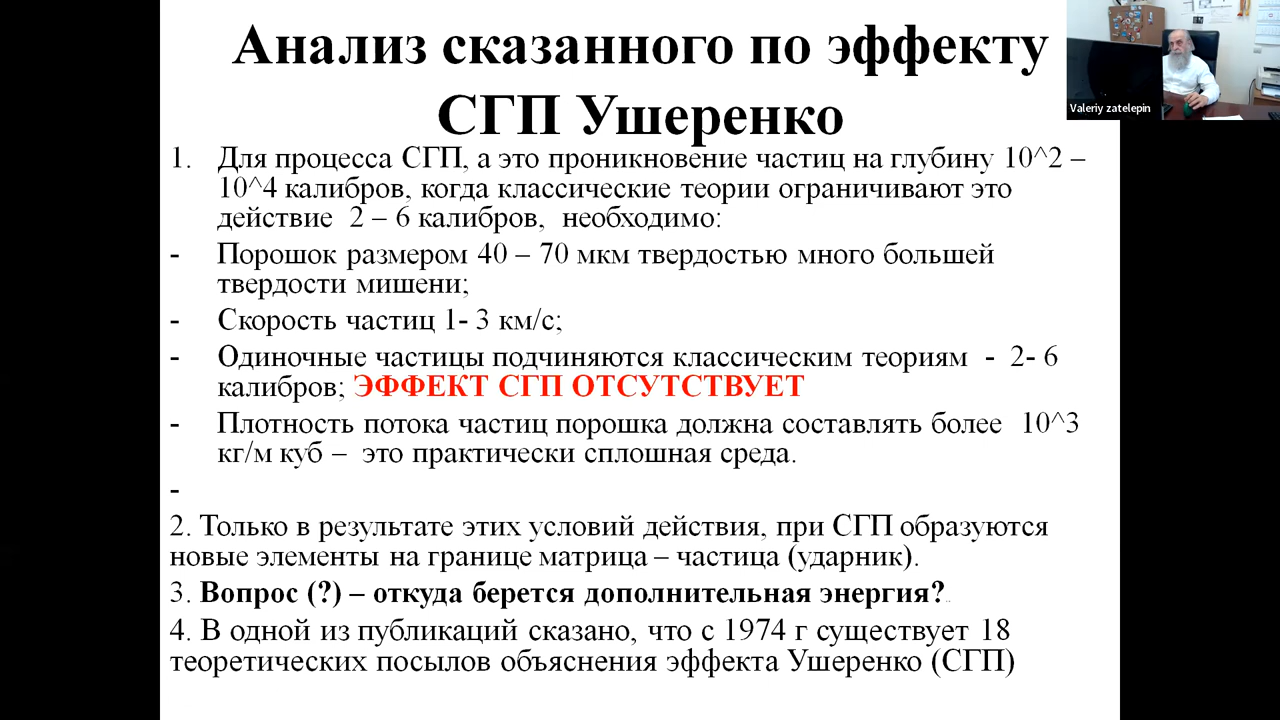 Анализ сказанного по эффекту
СГП Ушеренко
Valeriy zatelepin
1. Для процесса СГП, а это проникновение частиц на глубину 10^2 –
10^4 калибров, когда классические теории ограничивают это
действие 2 – 6 калибров, необходимо:
- Порошок размером 40 – 70 мкм твердостью много большей
твердости мишени;
- Скорость частиц 1- 3 км/с;
- Одиночные частицы подчиняются классическим теориям - 2- 6
калибров; ЭФФЕКТ СГП ОТСУТСТВУЕТ
- Плотность потока частиц порошка должна составлять более 10^3
кг/м куб – это практически сплошная среда.
-
2. Только в результате этих условий действия, при СГП образуются
новые элементы на границе матрица – частица (ударник).
3. Вопрос (?) – откуда берется дополнительная энергия?
4. В одной из публикаций сказано, что с 1974 г существует 18
теоретических посылов объяснения эффекта Ушеренко (СГП)